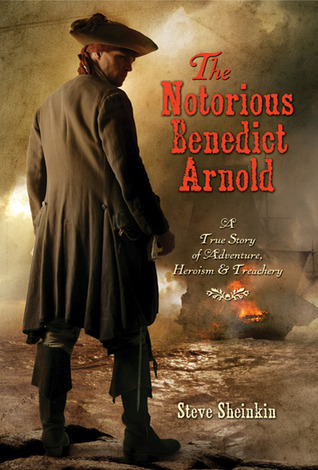 The
Notorious
Benedict
Arnold
A
True Story
of Adventure,
Heroism & Treachery
Steve Sheinkin